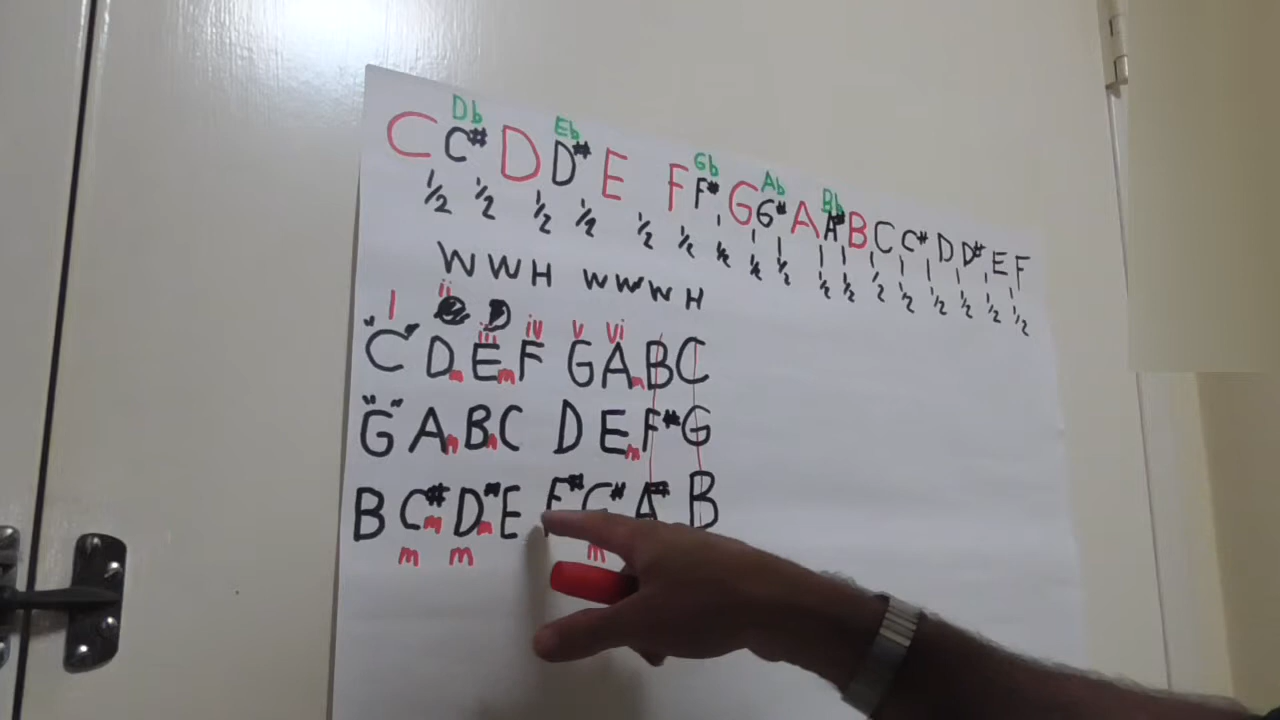 Db Eb Gb Ab Bb
C C# D D# E F F# G G# A A# B C C# D D# E F
1/2 1/2 1/2 1/2 1/2 1/2 1/2 1/2 1/2 1/2 1/2 1/2 1/2 1/2 1/2 1/2 1/2
W W H W W W H
I ii iii iv v vi
"C" D m E m F G A m B C
"G" A m B m C D E m F# G
B C# m D# m E F# G# A# B
m m m